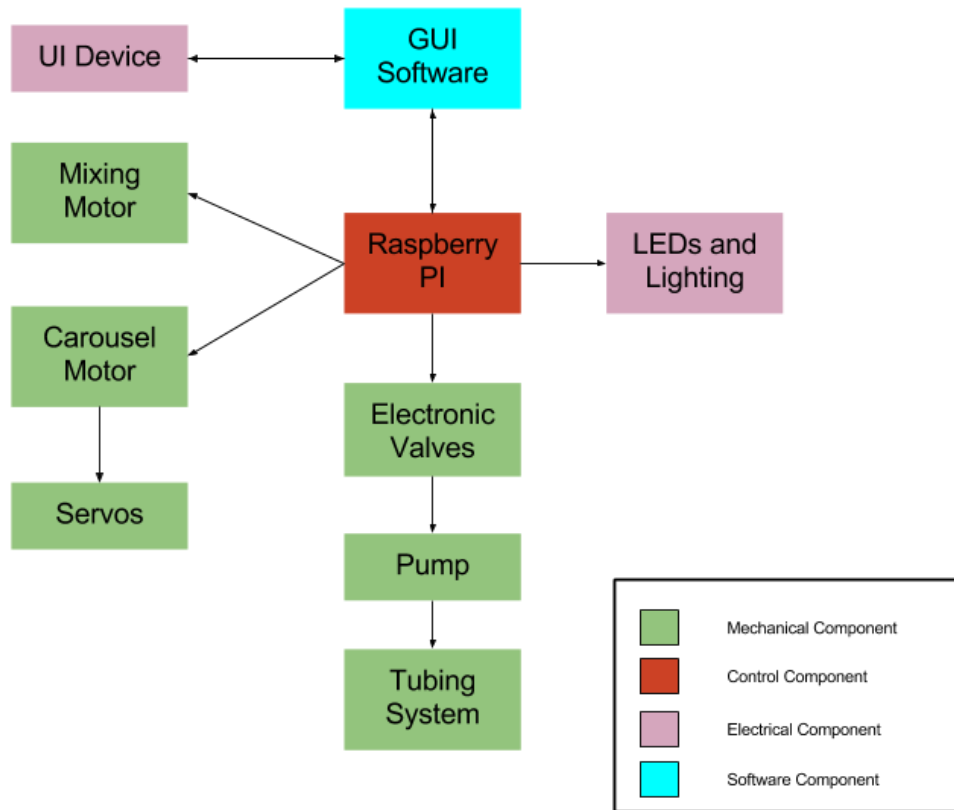 UI Device
GUI
Software
Mixing
Motor
Raspberry
PI
LEDs and
Lighting
Carousel
Motor
Electronic
Valves
Servos
Pump
Tubing
System
Mechanical Component
Control Component
Electrical Component
Software Component